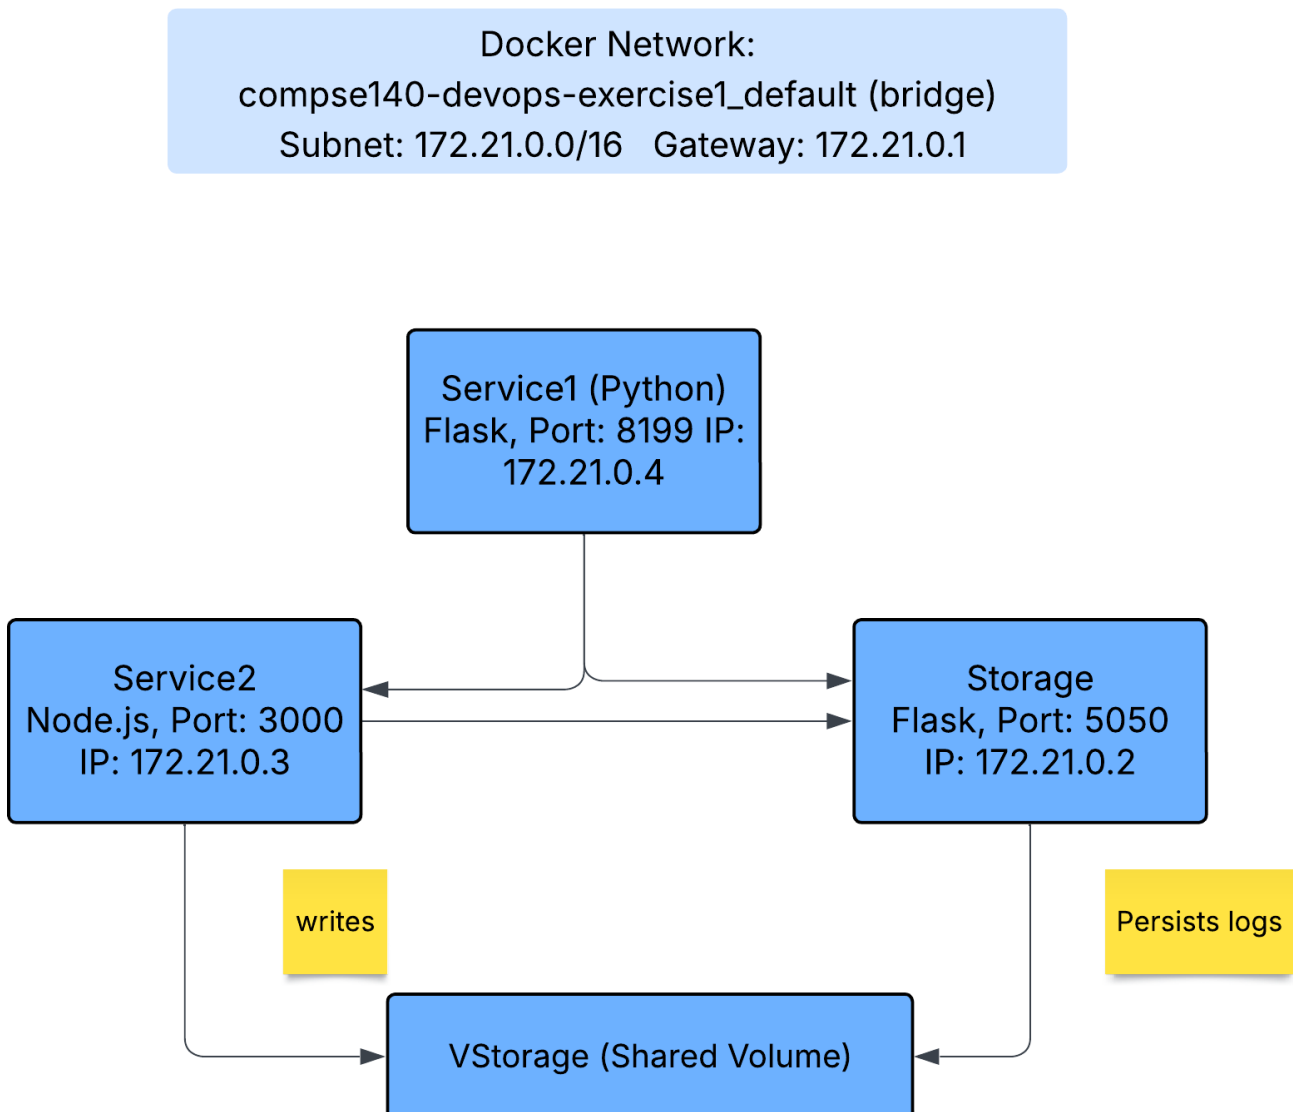 Docker Network:
compse140-devops-exercise1_default (bridge)
Subnet: 172.21.0.0/16   Gateway: 172.21.0.1
Service1 (Python)
Flask, Port: 8199 IP:
172.21.0.4
Service2
Node.js, Port: 3000
IP: 172.21.0.3
Storage
Flask, Port: 5050
IP: 172.21.0.2
writes
Persists logs
VStorage (Shared Volume)